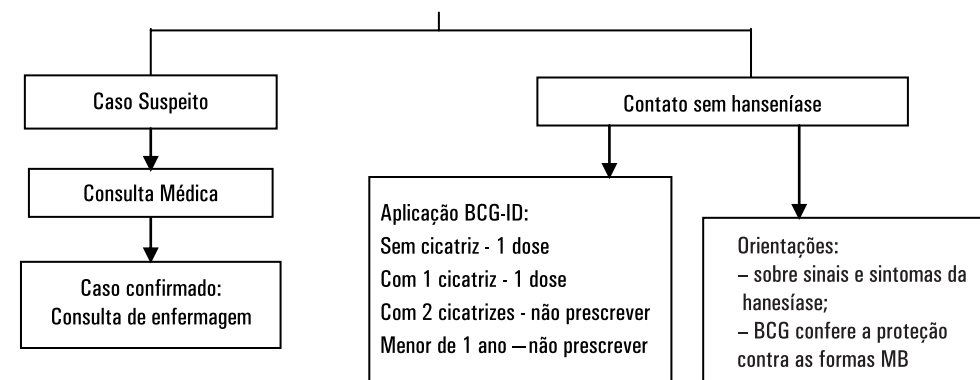 Caso Suspeito
Consulta Médica
Caso confirmado:
Consulta de enfermagem
Contato sem hanseníase
Aplicação BCG-ID:
Sem cicatriz - 1 dose
Com 1 cicatriz - 1 dose
Com 2 cicatrizes - não prescrever
Menor de 1 ano – não prescrever
Orientações:
– sobre sinais e sintomas da
hanesíase;
– BCG confere a proteção
contra as formas MB